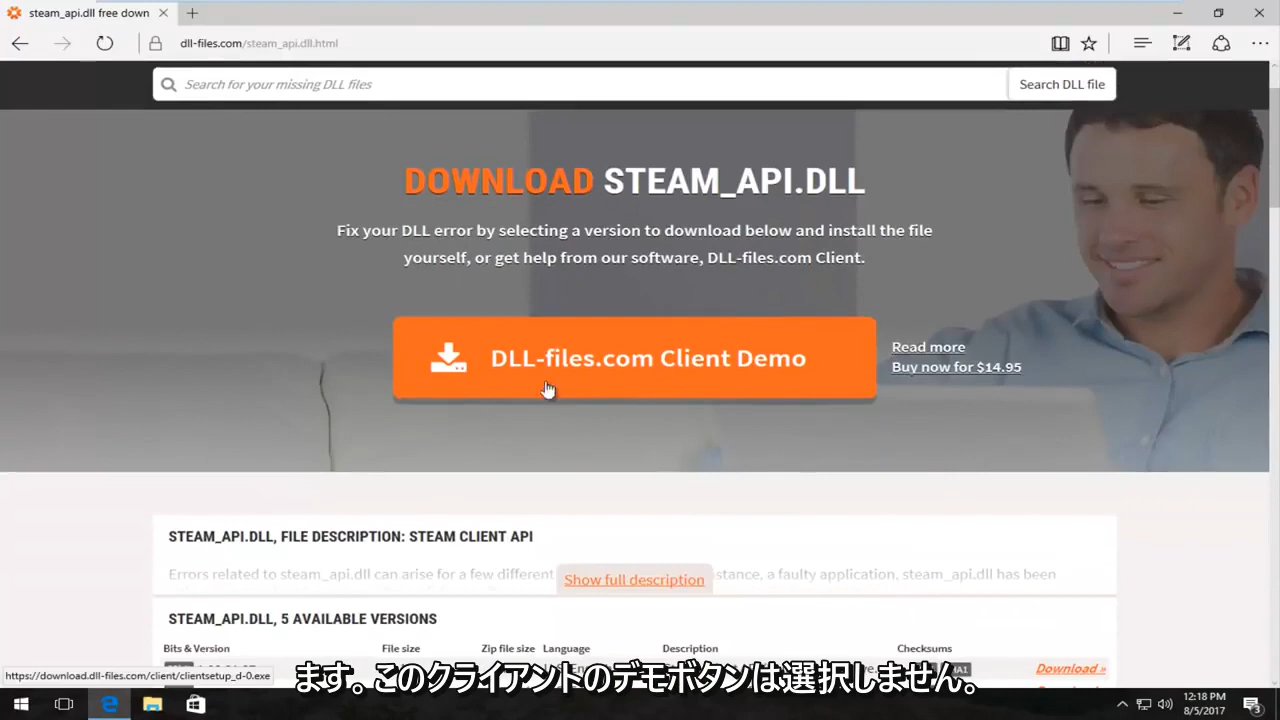 steam_api.dll free down
dll-files.com/steam_api.dll.html
Search for your missing DLL files
Search DLL file
DOWNLOAD STEAM_API.DLL
Fix your DLL error by selecting a version to download below and install the file
yourself, or get help from our software, DLL-files.com Client.
DLL-files.com Client Demo
Read more
Buy now for $14.95
STEAM_API.DLL, FILE DESCRIPTION: STEAM CLIENT API
Errors related to steam_api.dll can arise for a few different
Show full description
a faulty application, steam_api.dll has been
STEAM_API.DLL, 5 AVAILABLE VERSIONS
Bits & Version File size Zip file size Language Description Checksums
Download »
https://download.dll-files.com/client/clientsetup_d-0.exe
ます。このクライアントのデモボタンは選択しません。
12:18 PM
8/5/2017
3